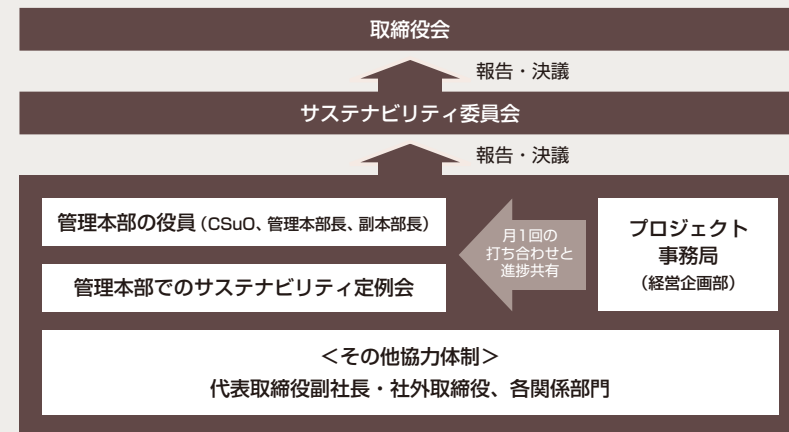 取締役会
報告・決議
サステナビリティ委員会
報告・決議
管理本部の役員(CSuO、管理本部長、副本部長)
管理本部でのサステナビリティ定例会
月1回の
打ち合わせと
進捗共有
プロジェクト
事務局
(経営企画部)
＜その他協力体制＞
代表取締役副社長・社外取締役、各関係部門